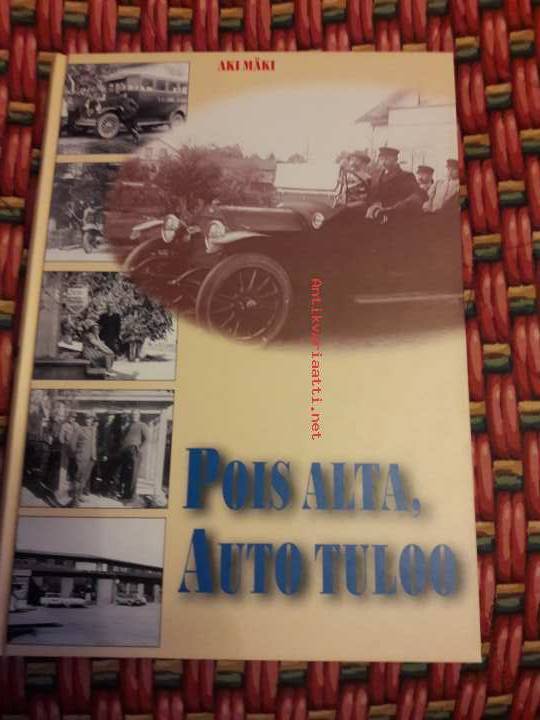 AKI MÄKI
Antikvariaatti.net
POIS ALTA,
AUTO TULOO